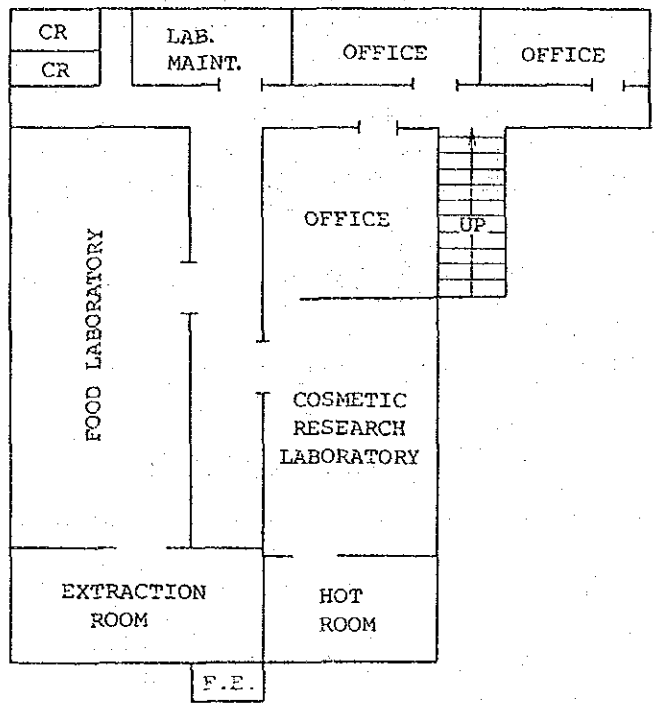 CR
CR
LAB.
MAINT.
OFFICE
OFFICE
OFFICE
UP
FOOD LABORATORY
COSMETIC
RESEARCH
LABORATORY
EXTRACTION
ROOM
HOT
ROOM
F.E.